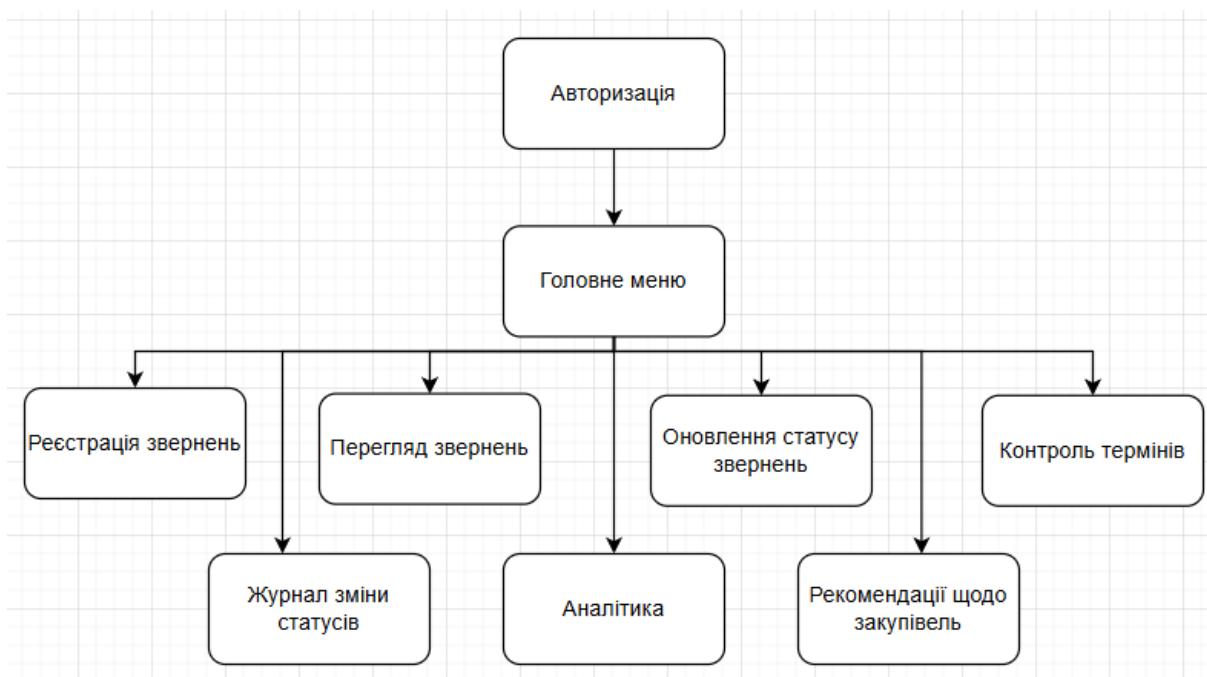 Авторизація
Головне меню
Реєстрація звернень
Перегляд звернень
Оновлення статусу
звернень
Контроль термінів
Журнал зміни
статусів
Аналітика
Рекомендації щодо
закупівель